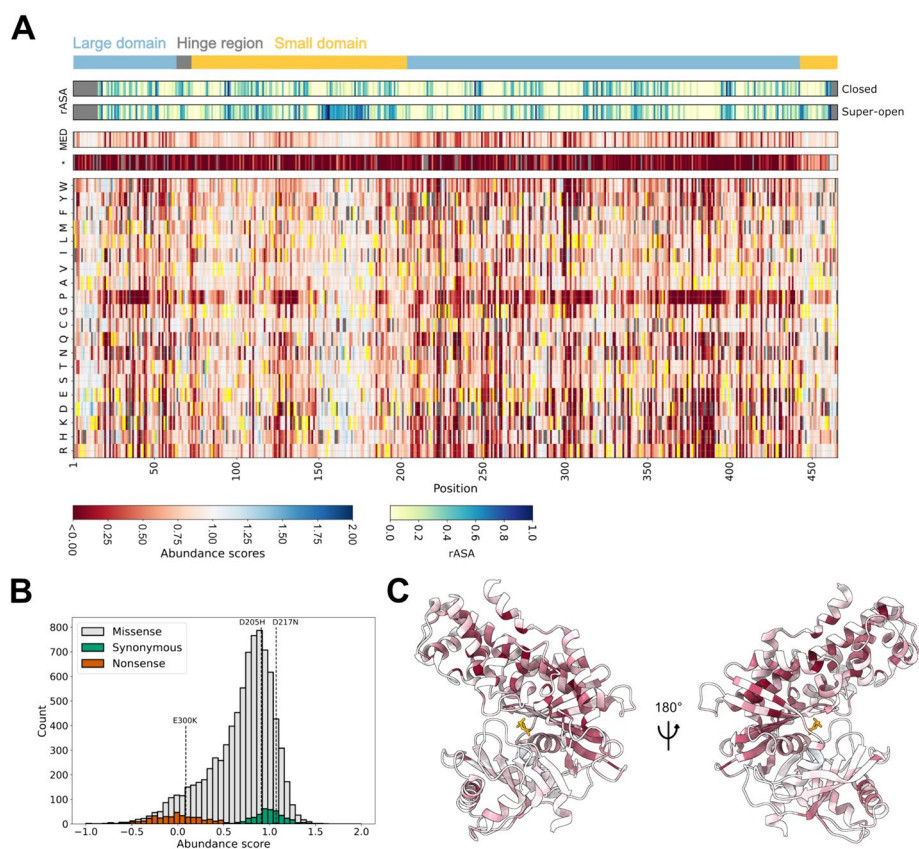 A
Large domain Hinge region Small domain
rASA
Closed
Super-open
MED
*
W
Y
F
M
L
I
V
A
P
G
C
Q
N
T
S
E
D
K
H
R
1 50 100 150 200 250 300 350 400 450
Position
<0.00 0.25 0.50 0.75 1.00 1.25 1.50 1.75 2.00
Abundance scores
0.0 0.2 0.4 0.6 0.8 1.0
rASA
B
Missense
Synonymous
Nonsense
D205H D217N
E300K
Count
800
700
600
500
400
300
200
100
0
-1.0 -0.5 0.0 0.5 1.0 1.5 2.0
Abundance score
C
180°